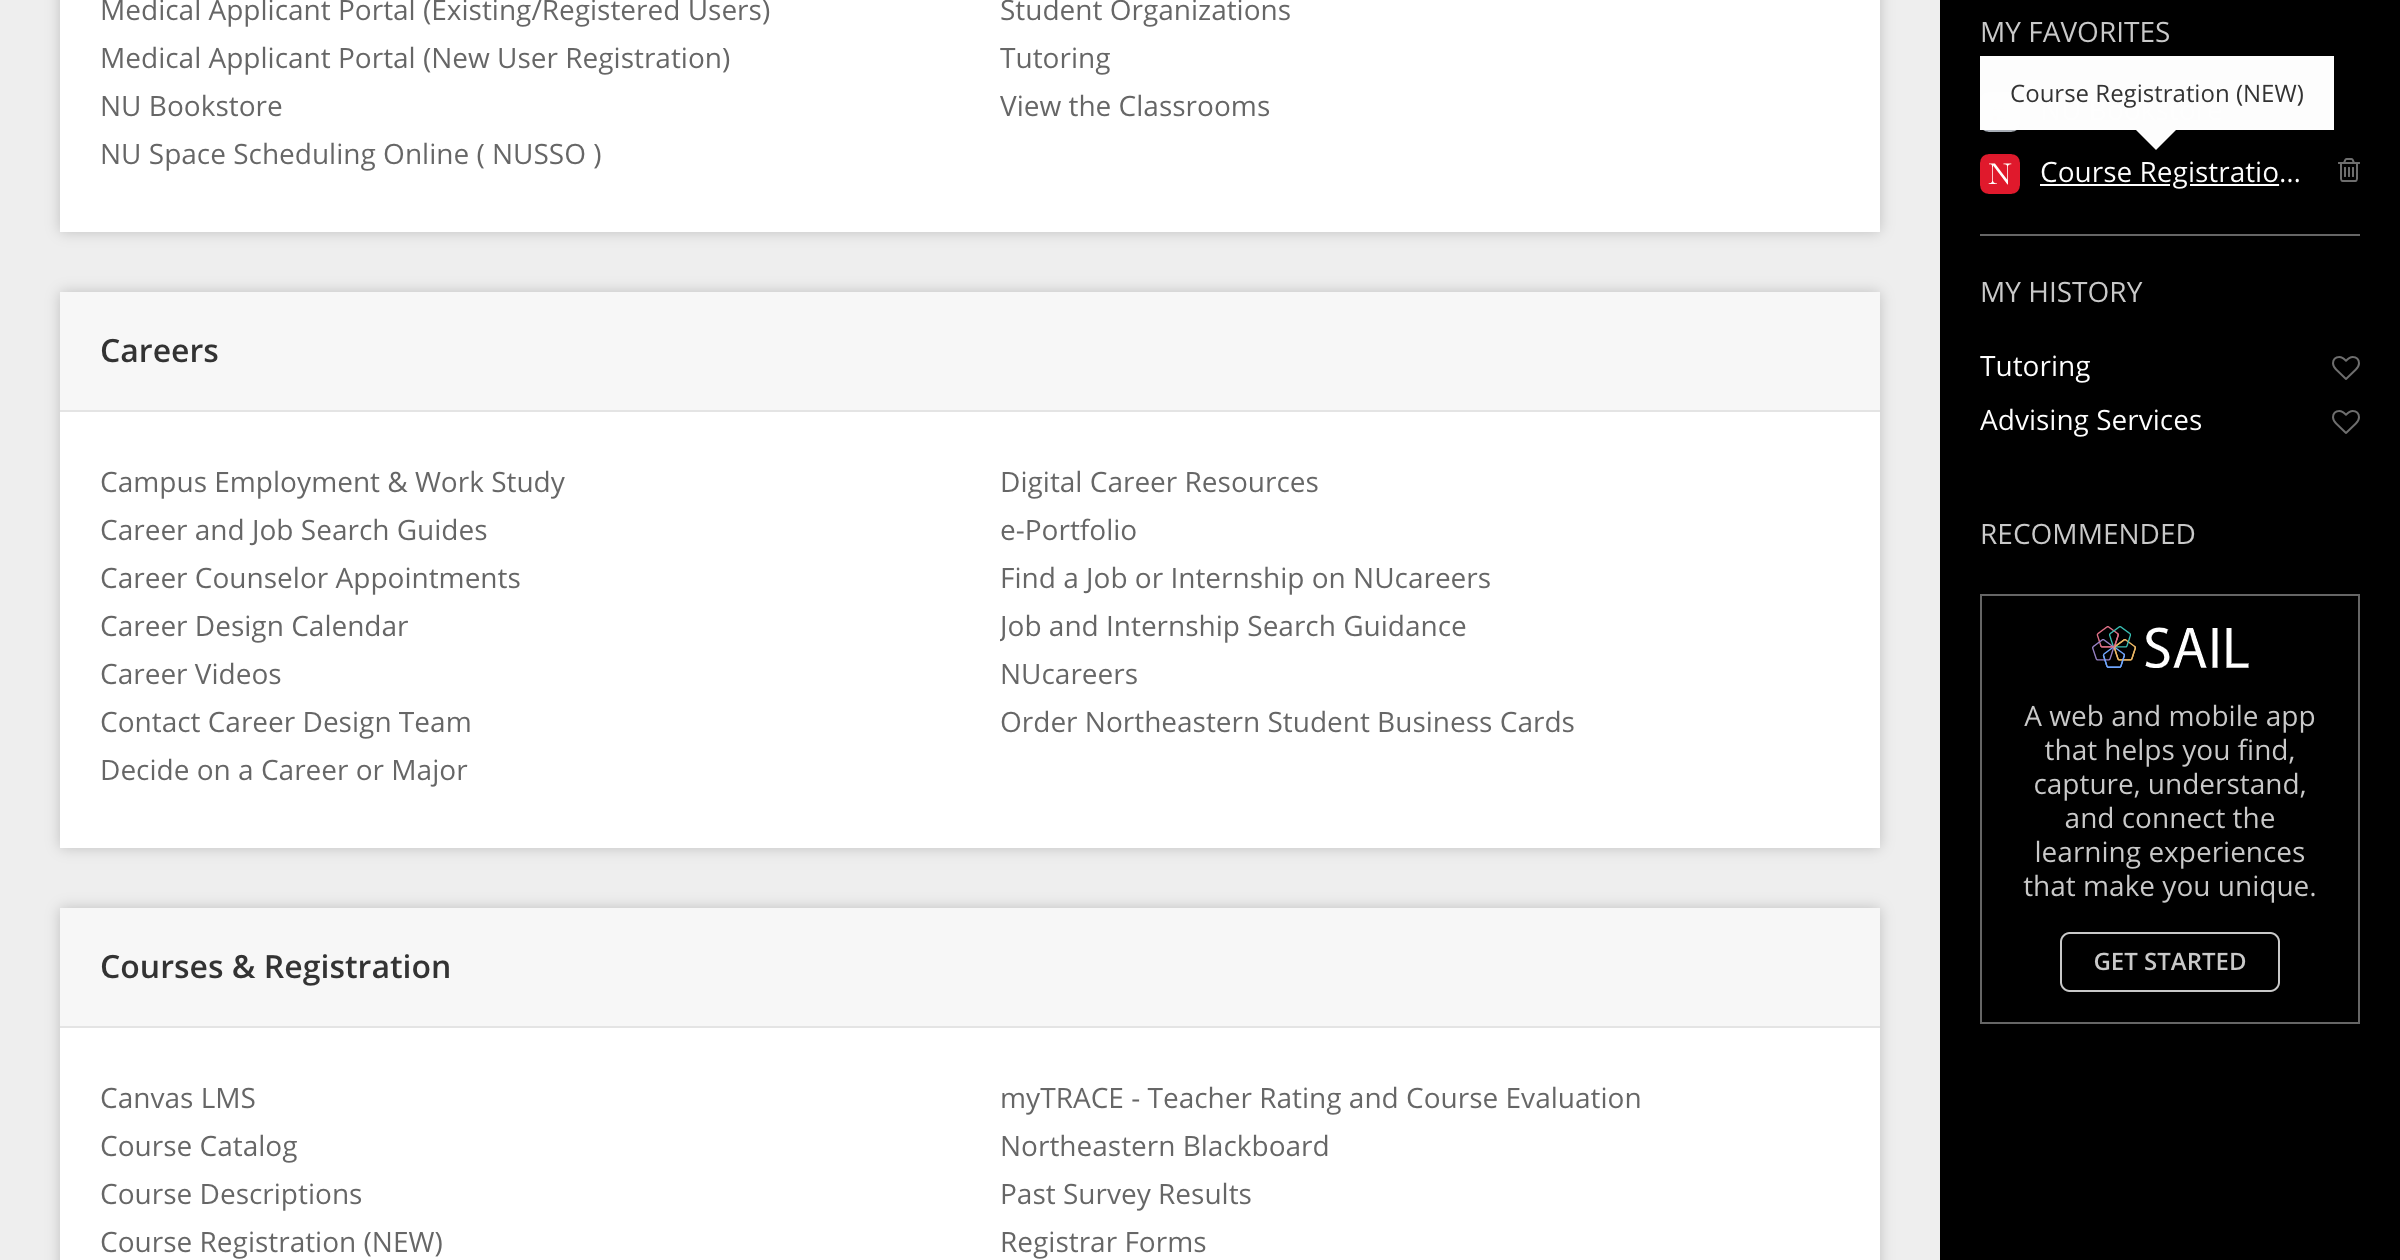 Medical Applicant Portal (Existing/Registered Users)
Medical Applicant Portal (New User Registration)
NU Bookstore
NU Space Scheduling Online ( NUSSO )
Student Organizations
Tutoring
View the Classrooms
Careers
Campus Employment & Work Study
Career and Job Search Guides
Career Counselor Appointments
Career Design Calendar
Career Videos
Contact Career Design Team
Decide on a Career or Major
Digital Career Resources
e-Portfolio
Find a Job or Internship on NUcareers
Job and Internship Search Guidance
NUcareers
Order Northeastern Student Business Cards
Courses & Registration
Canvas LMS
Course Catalog
Course Descriptions
Course Registration (NEW)
myTRACE - Teacher Rating and Course Evaluation
Northeastern Blackboard
Past Survey Results
Registrar Forms
MY FAVORITES
Course Registration (NEW)
N Course Registratio...
MY HISTORY
Tutoring
Advising Services
RECOMMENDED
SAIL
A web and mobile app
that helps you find,
capture, understand,
and connect the
learning experiences
that make you unique.
GET STARTED